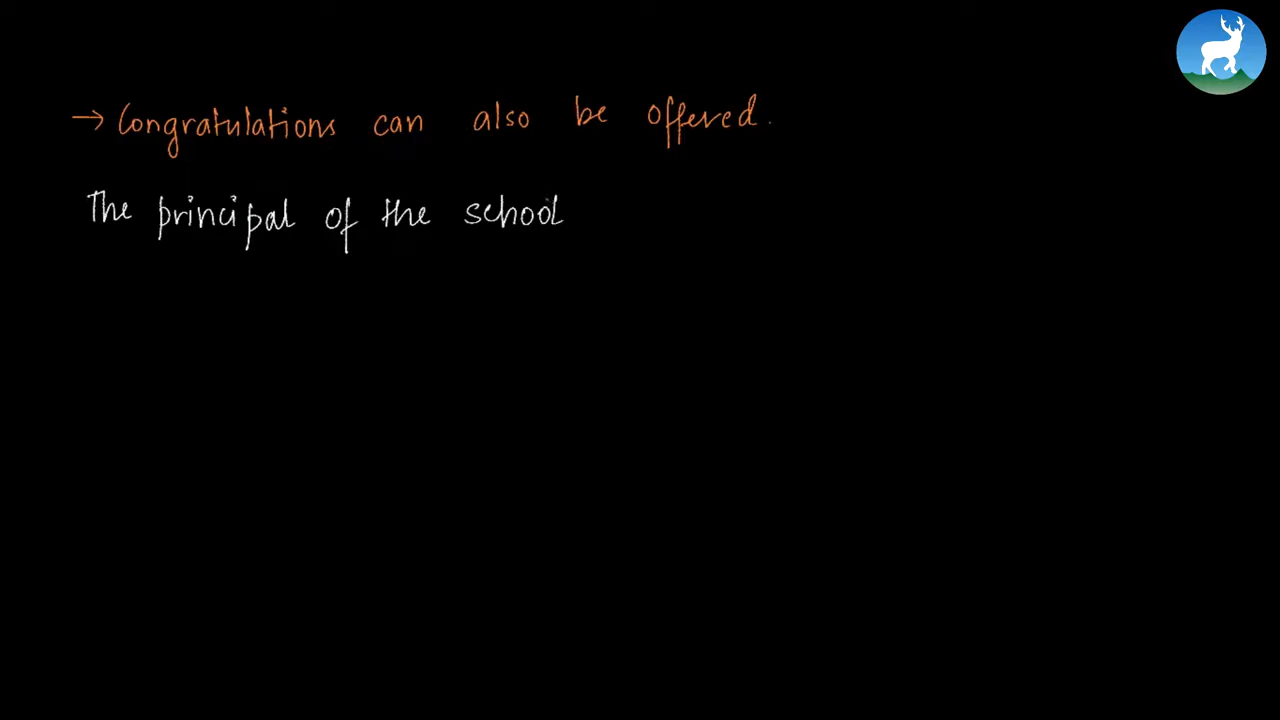 → Congratulations can also be offered.
The principal of the school